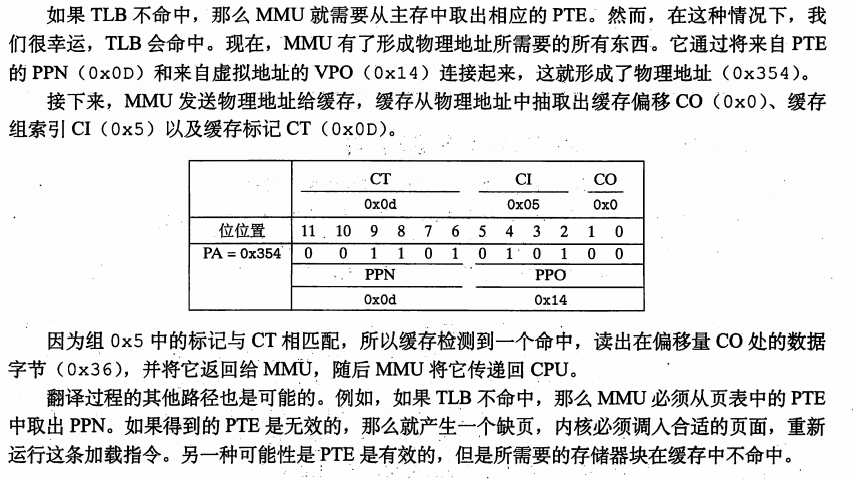 如果 TLB 不命中，那么 MMU 就需要从主存中取出相应的 PTE。然而，在这种情况下，我
们很幸运，TLB 会命中。现在，MMU 有了形成物理地址所需要的所有东西。它通过将来自 PTE
的 PPN（0x0D）和来自虚拟地址的 VPO（0x14）连接起来，这就形成了物理地址（0x354）。
接下来，MMU 发送物理地址给缓存，缓存从物理地址中抽取出缓存偏移 CO（0x0）、缓存
组索引 CI（0x5）以及缓存标记 CT（0x0D）。
CT CI CO
0x0d 0x05 0x0
位位置 11 10 9 8 7 6 5 4 3 2 1 0
PA = 0x354 0 0 1 1 0 1 0 1 0 1 0 0
PPN PPO
0x0d 0x14
因为组 0x5 中的标记与 CT 相匹配，所以缓存检测到一个命中，读出在偏移量 CO 处的数据
字节（0x36），并将它返回给 MMU，随后 MMU 将它传递回 CPU。
翻译过程的其他路径也是可能的。例如，如果 TLB 不命中，那么 MMU 必须从页表中的 PTE
中取出 PPN。如果得到的 PTE 是无效的，那么就产生一个缺页，内核必须调入合适的页面，重新
运行这条加载指令。另一种可能性是 PTE 是有效的，但是所需要的存储器块在缓存中不命中。